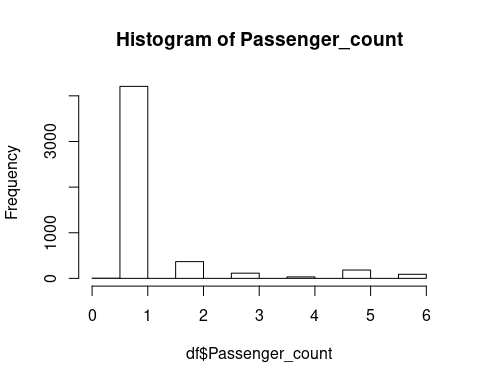 Histogram of Passenger_count
Frequency
3000
1000
0
0 1 2 3 4 5 6
df$Passenger_count